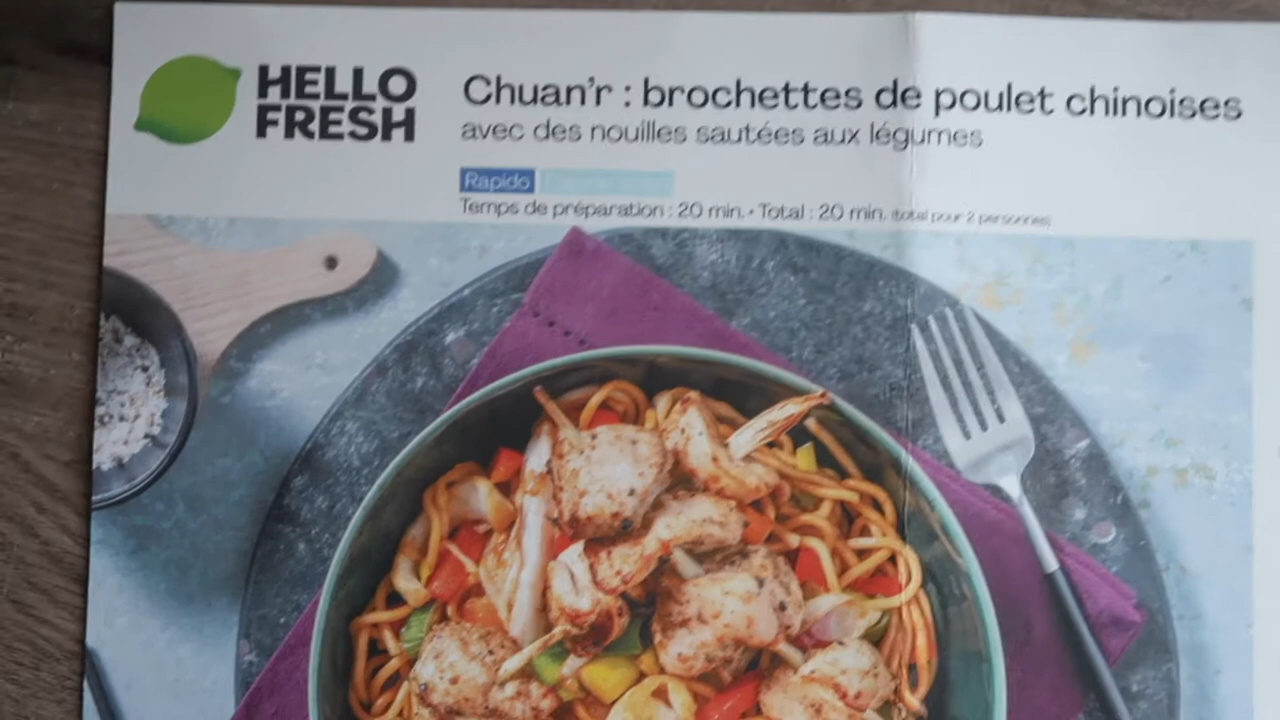 HELLO
FRESH
Chuan'r : brochettes de poulet chinoises
avec des nouilles sautées aux légumes
Rapido
Temps de préparation : 20 min. • Total : 20 min. (total pour 2 personnes)